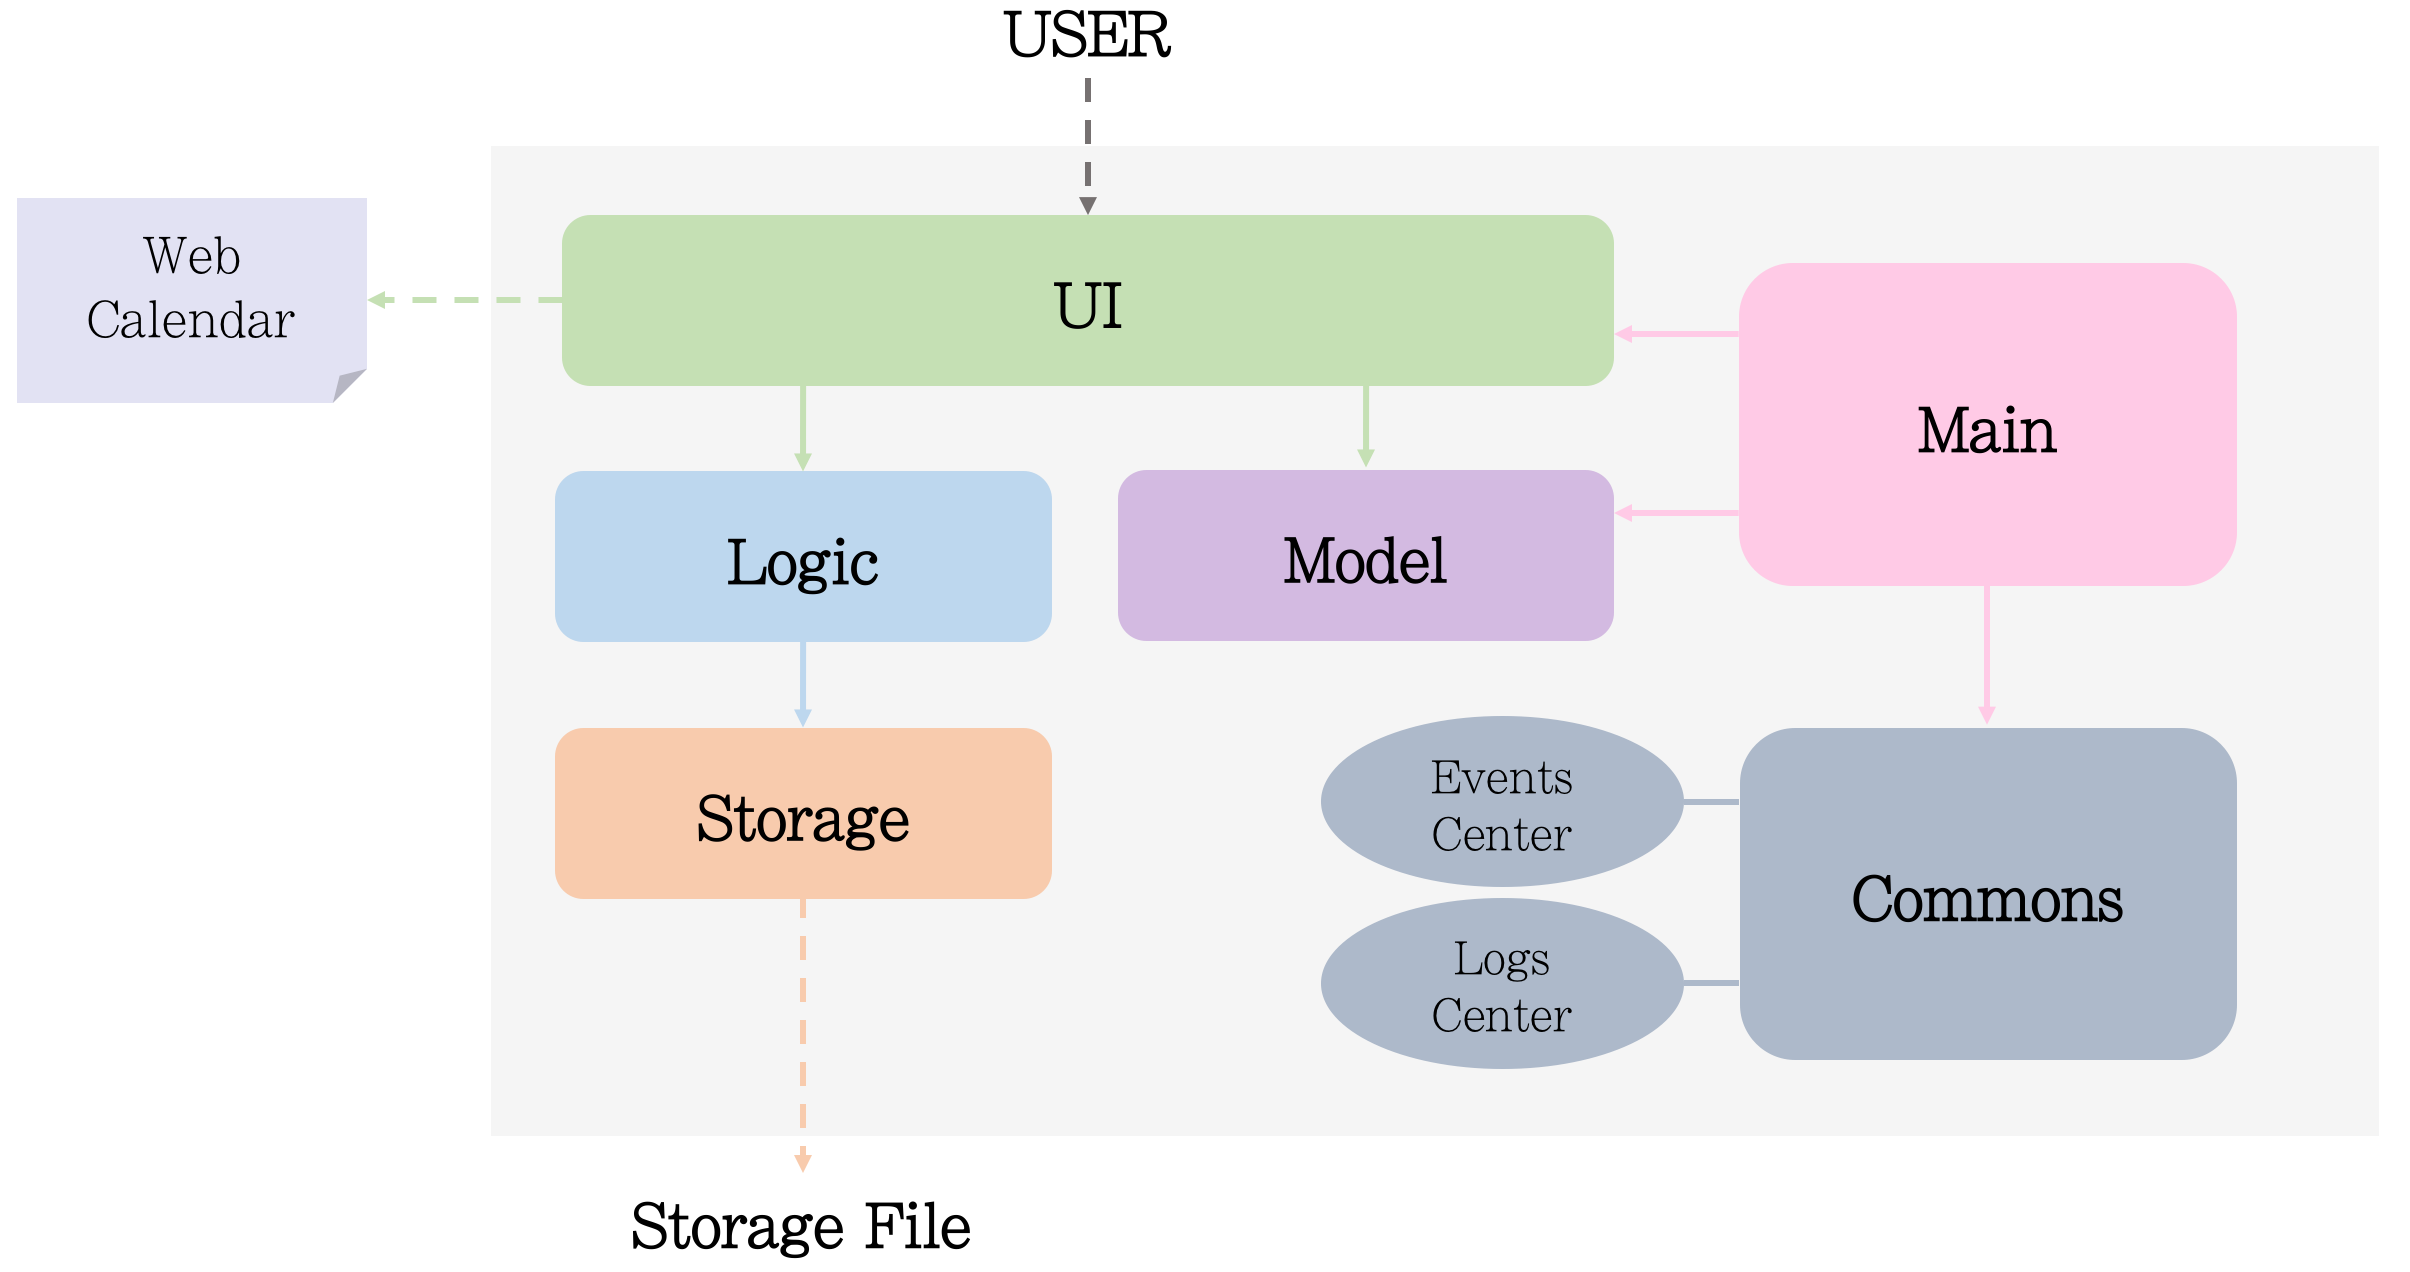 USER
Web
Calendar
UI
Main
Logic
Model
Storage
Events
Center
Commons
Logs
Center
Storage File